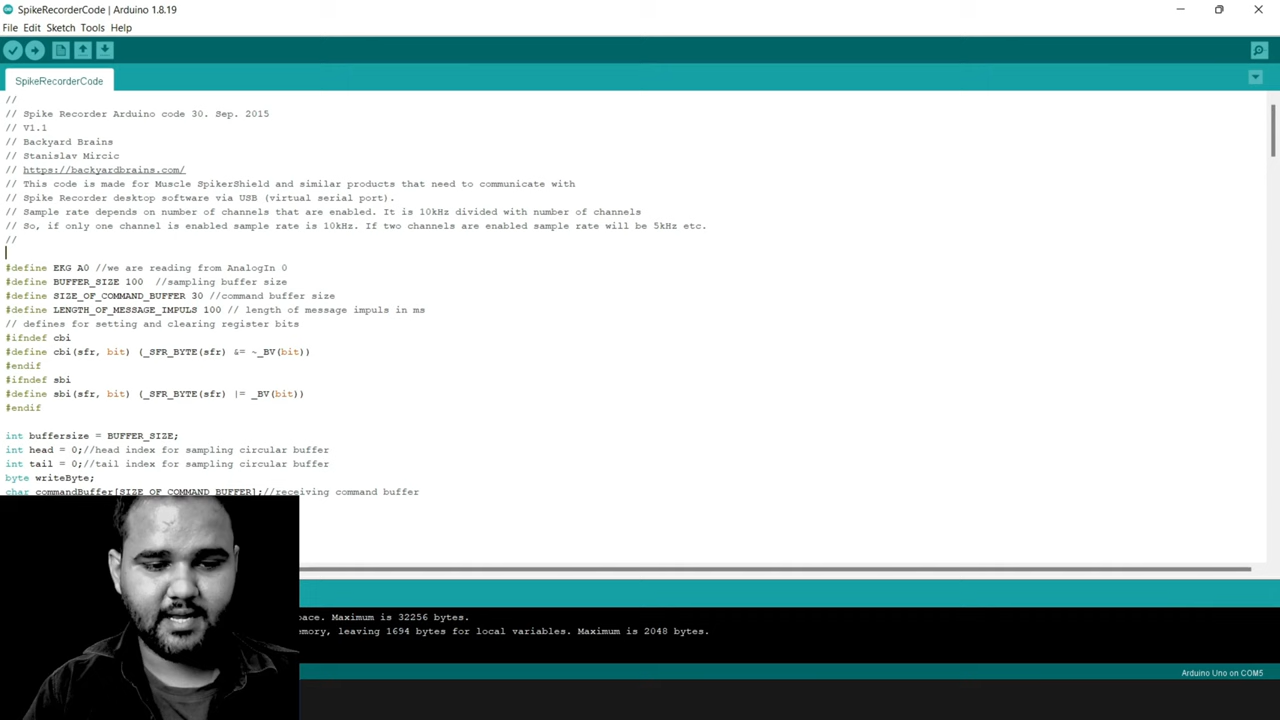 SpikeRecorderCode | Arduino 1.8.19
File Edit Sketch Tools Help
SpikeRecorderCode
//
// Spike Recorder Arduino code 30. Sep. 2015
// V1.1
// Backyard Brains
// Stanislav Mircic
// https://backyardbrains.com/
// This code is made for Muscle SpikerShield and similar products that need to communicate with
// Spike Recorder desktop software via USB (virtual serial port).
// Sample rate depends on number of channels that are enabled. It is 10kHz divided with number of channels
// So, if only one channel is enabled sample rate is 10kHz. If two channels are enabled sample rate will be 5kHz etc.
//
#define EKG A0 //we are reading from AnalogIn 0
#define BUFFER_SIZE 100  //sampling buffer size
#define SIZE_OF_COMMAND_BUFFER 30 //command buffer size
#define LENGTH_OF_MESSAGE_IMPULS 100 // length of message impuls in ms
// defines for setting and clearing register bits
#ifndef cbi
#define cbi(sfr, bit) (_SFR_BYTE(sfr) &= ~_BV(bit))
#endif
#ifndef sbi
#define sbi(sfr, bit) (_SFR_BYTE(sfr) |= _BV(bit))
#endif
int buffersize = BUFFER_SIZE;
int head = 0;//head index for sampling circular buffer
int tail = 0;//tail index for sampling circular buffer
byte writeByte;
char commandBuffer[SIZE_OF_COMMAND_BUFFER];//receiving command buffer
pace. Maximum is 32256 bytes.
emory, leaving 1694 bytes for local variables. Maximum is 2048 bytes.
Arduino Uno on COM5